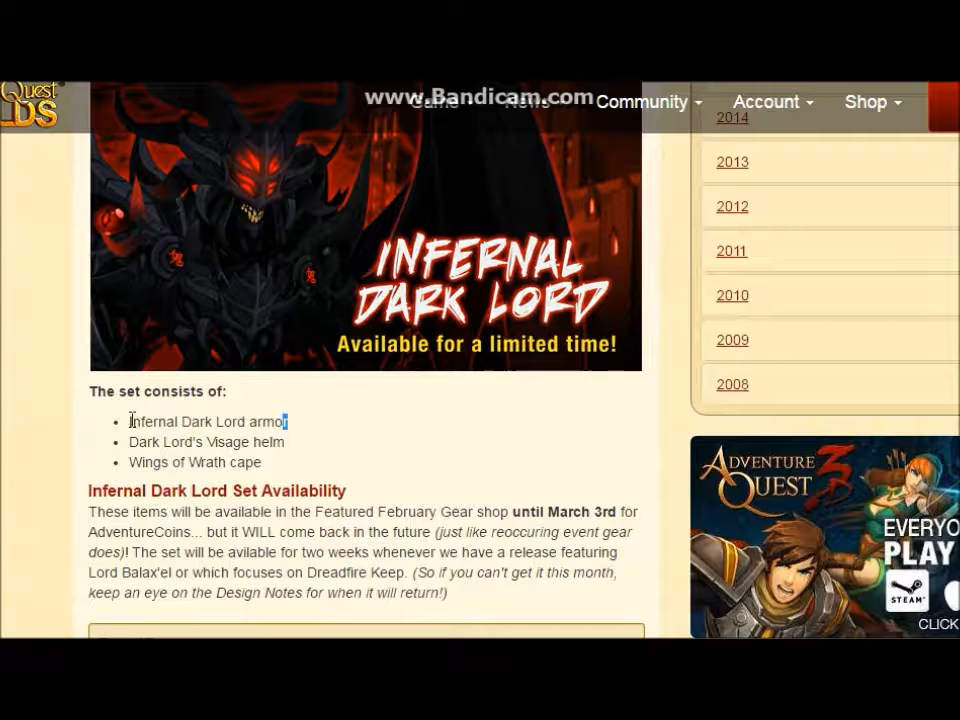 www.Bandicam.com
Quest
DS
Community
Account
Shop
2014
2013
2012
2011
2010
2009
2008
INFERNAL
DARK LORD
Available for a limited time!
The set consists of:
Infernal Dark Lord armor
Dark Lord's Visage helm
Wings of Wrath cape
Infernal Dark Lord Set Availability
These items will be available in the Featured February Gear shop until March 3rd for
AdventureCoins... but it WILL come back in the future (just like reoccuring event gear
does)! The set will be avilable for two weeks whenever we have a release featuring
Lord Balax'el or which focuses on Dreadfire Keep. (So if you can't get it this month,
keep an eye on the Design Notes for when it will return!)
ADVENTURE
QUEST 3
EVERYO
PLAY
STEAM
CLICK